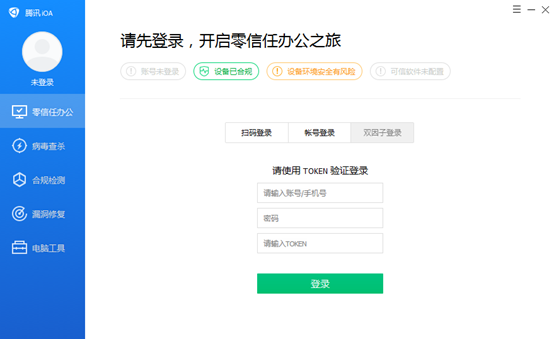 腾讯 iOA
未登录
零信任办公
病毒查杀
合规检测
漏洞修复
电脑工具
请先登录，开启零信任办公之旅
账号未登录 设备已合规 设备环境安全有风险 可信软件未配置
扫码登录 帐号登录 双因子登录
请使用 TOKEN 验证登录
请输入账号/手机号
密码
请输入TOKEN
登录